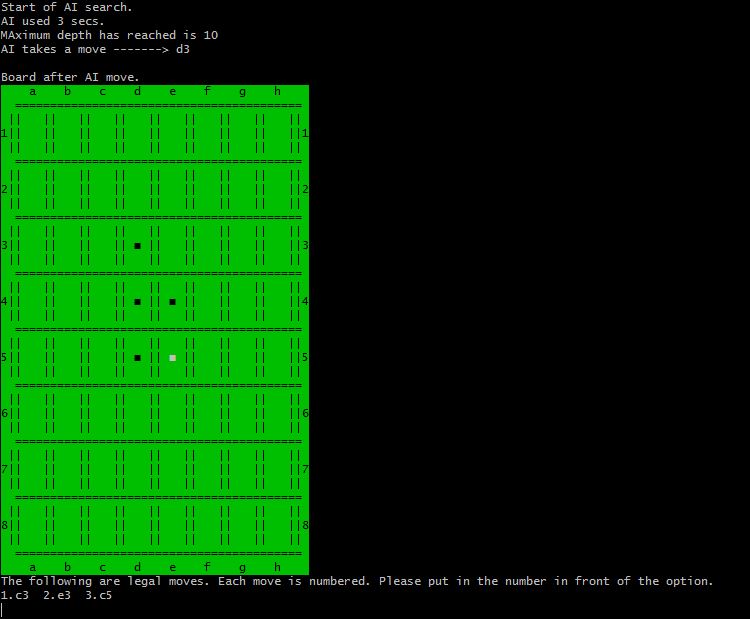 Start of AI search.
AI used 3 secs.
MAximum depth has reached is 10
AI takes a move -------> d3
Board after AI move.
a b c d e f g h
1 1
2 2
3 3
4 4
5 5
6 6
7 7
8 8
a b c d e f g h
The following are legal moves. Each move is numbered. Please put in the number in front of the option.
1.c3 2.e3 3.c5